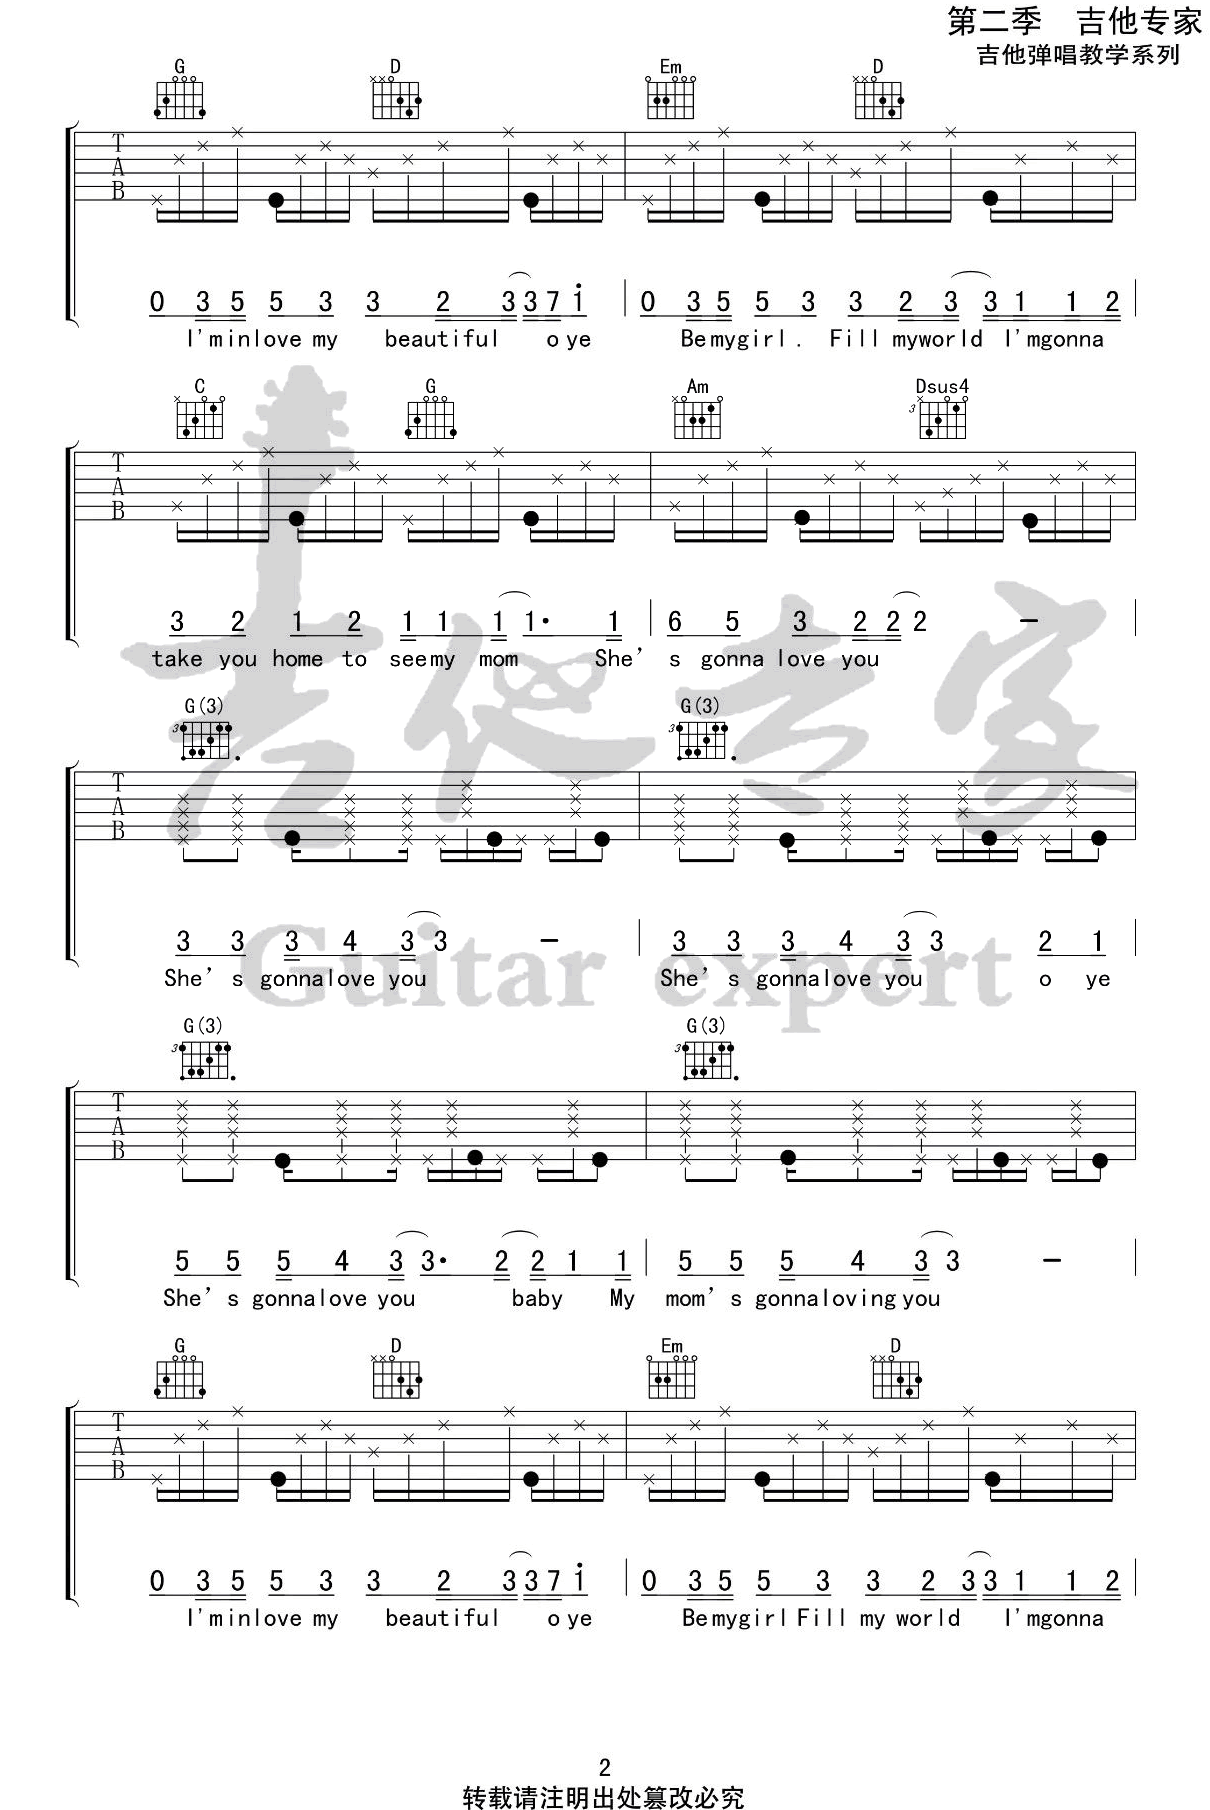 第二季 吉他专家
吉他弹唱教学系列
G D Em D
T
A
B
0 3 5 5 3 3 2 3 3 7 1 0 3 5 5 3 3 2 3 3 1 1 2
I'minlove my beautiful o ye Bemygirl. Fill myworld I'mgonna
C G Am Dsus4
3
T
A
B
3 2 1 2 1 1 1 1· 1 6 5 3 2 2 2 －
take you home to seemy mom She's gonna love you
G(3) G(3)
3 3
T
A
B
3 3 3 4 3 3 － 3 3 3 4 3 3 2 1
She's gonnalove you She's gonnalove you o ye
吉他专家
Guitar expert
G(3) G(3)
3 3
T
A
B
5 5 5 4 3 3· 2 2 1 1 5 5 5 4 3 3 －
She's gonnalove you baby My mom's gonnalovingyou
G D Em D
T
A
B
0 3 5 5 3 3 2 3 3 7 1 0 3 5 5 3 3 2 3 3 1 1 2
I'minlove my beautiful o ye Bemygirl Fill my world I'mgonna
2
转载请注明出处篡改必究